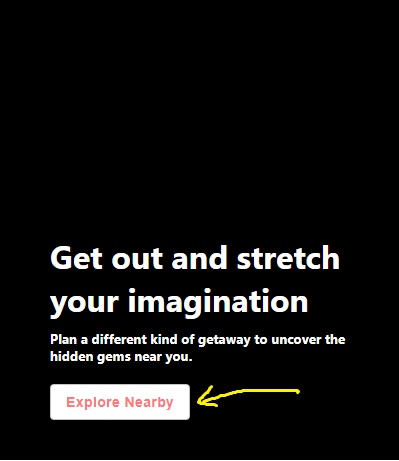 Get out and stretch
your imagination
Plan a different kind of getaway to uncover the
hidden gems near you.
Explore Nearby